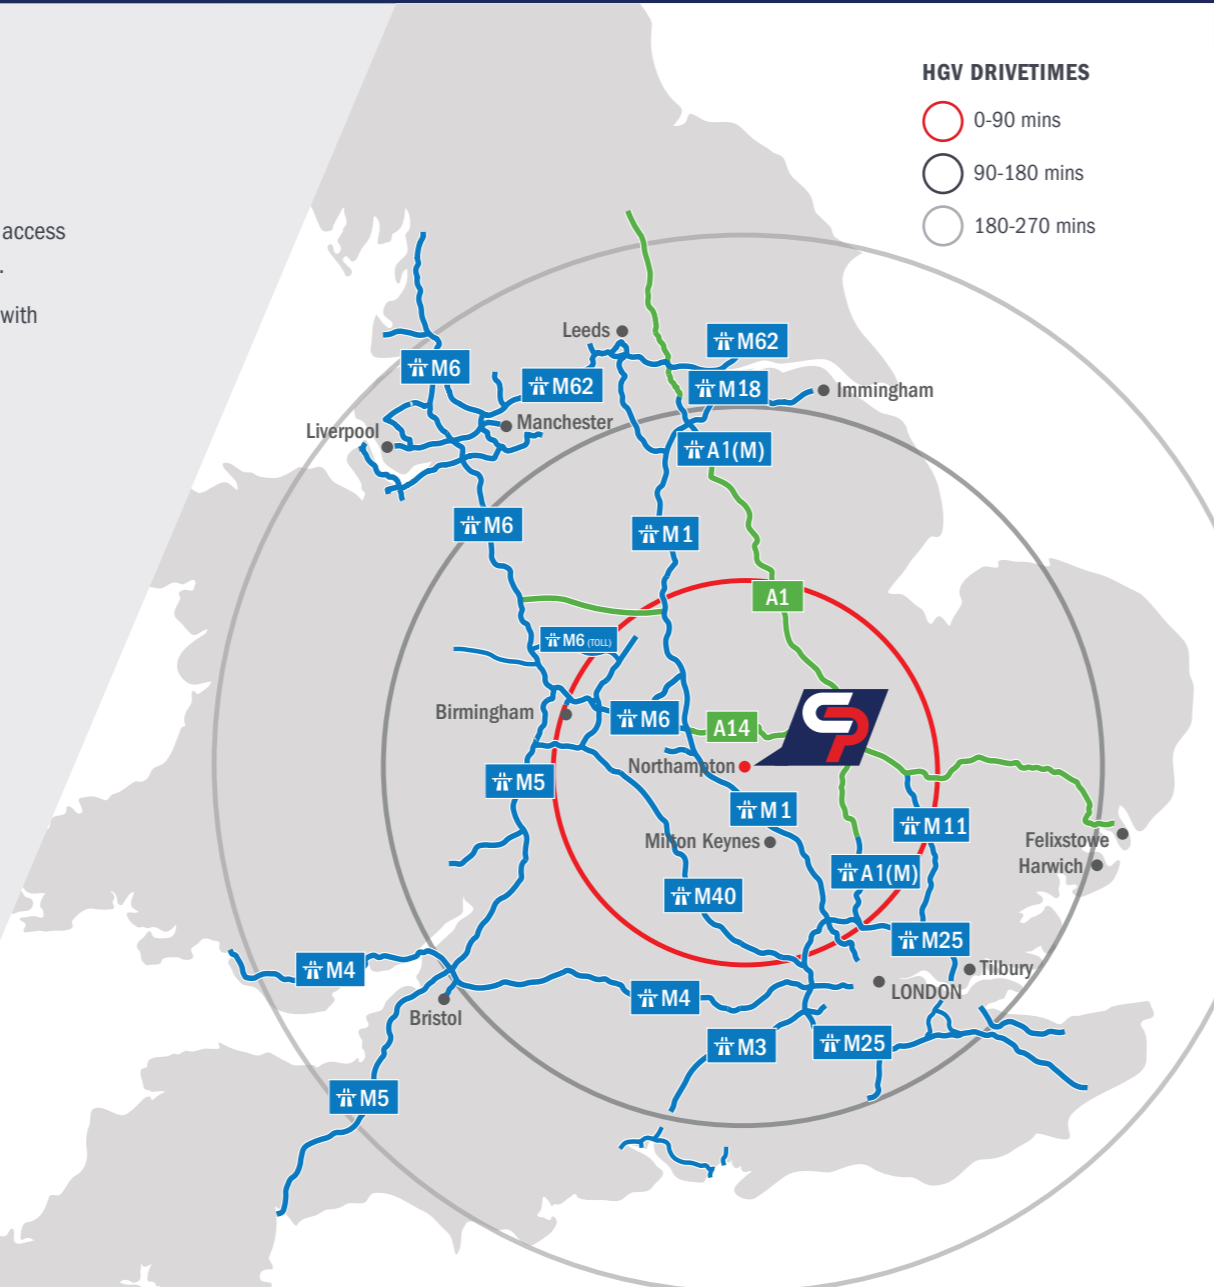 HGV DRIVETIMES
0-90 mins
90-180 mins
180-270 mins
access
.
with
Leeds
M62
M6
M62
M18
Immingham
Liverpool
Manchester
A1(M)
M6
M1
A1
M6 (TOLL)
Birmingham
M6
A14
SP
Northampton
M5
M1
M11
Milton Keynes
Felixstowe
Harwich
A1(M)
M40
M25
M4
Tilbury
LONDON
M4
Bristol
M3
M25
M5